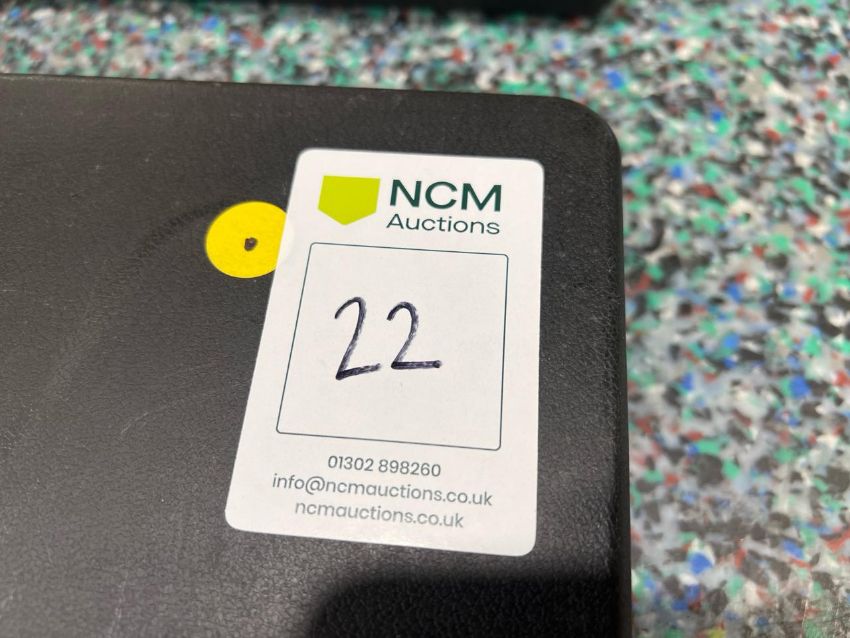 NCM
Auctions
22
01302 898260
info@ncmauctions.co.uk
ncmauctions.co.uk